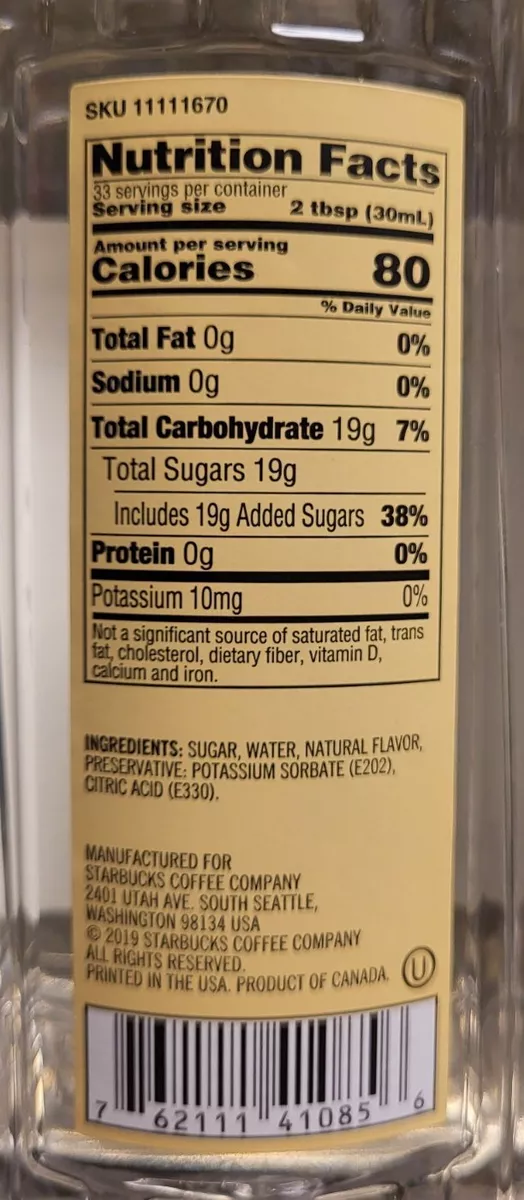 SKU 11111670
Nutrition Facts
33 servings per container
Serving size 2 tbsp (30mL)
Amount per serving
Calories 80
% Daily Value
Total Fat 0g 0%
Sodium 0g 0%
Total Carbohydrate 19g 7%
Total Sugars 19g
Includes 19g Added Sugars 38%
Protein 0g 0%
Potassium 10mg 0%
Not a significant source of saturated fat, trans
fat, cholesterol, dietary fiber, vitamin D,
calcium and iron.
INGREDIENTS: SUGAR, WATER, NATURAL FLAVOR,
PRESERVATIVE: POTASSIUM SORBATE (E202),
CITRIC ACID (E330).
MANUFACTURED FOR
STARBUCKS COFFEE COMPANY
2401 UTAH AVE. SOUTH SEATTLE,
WASHINGTON 98134 USA
© 2019 STARBUCKS COFFEE COMPANY
ALL RIGHTS RESERVED.
PRINTED IN THE USA. PRODUCT OF CANADA. U
7 62111 41085 6